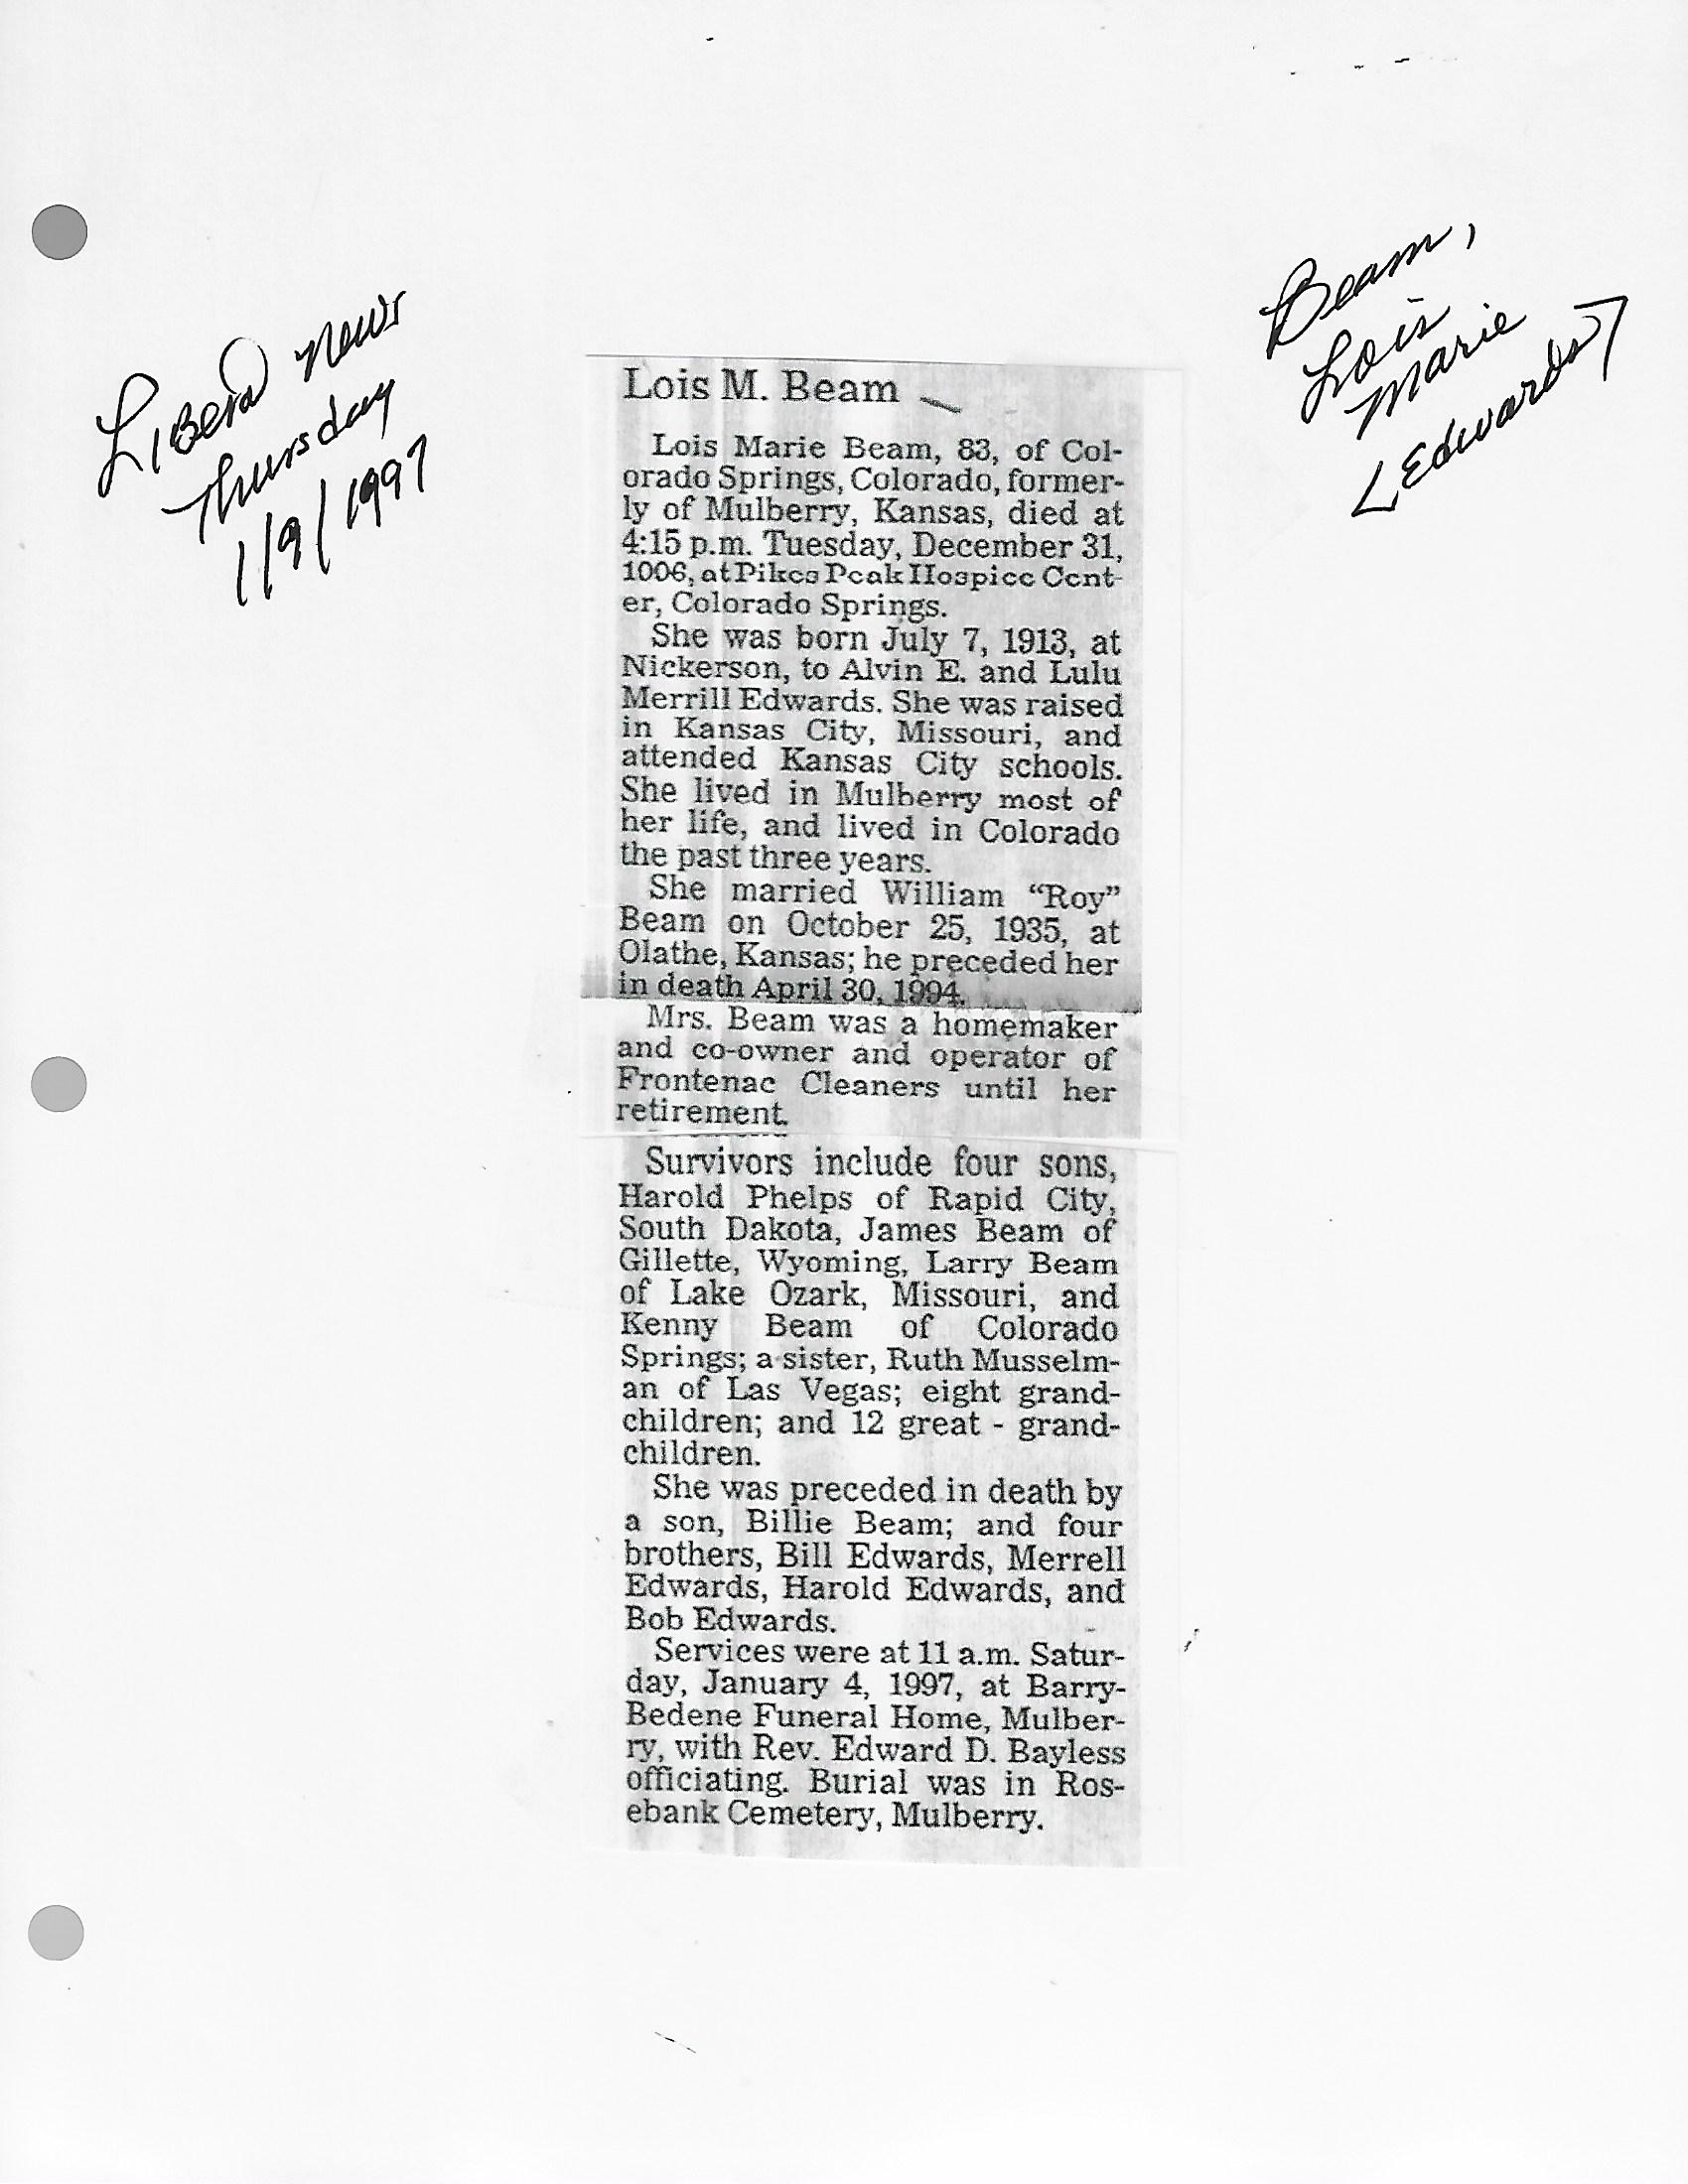 Liberal News
Thursday
1/9/1997
Beam,
Lois
Marie
<Edwards>
Lois M. Beam
Lois Marie Beam, 83, of Col-
orado Springs, Colorado, former-
ly of Mulberry, Kansas, died at
4:15 p.m. Tuesday, December 31,
1996, at Pikes Peak Hospice Cent-
er, Colorado Springs.
She was born July 7, 1913, at
Nickerson, to Alvin E. and Lulu
Merrill Edwards. She was raised
in Kansas City, Missouri, and
attended Kansas City schools.
She lived in Mulberry most of
her life, and lived in Colorado
the past three years.
She married William “Roy”
Beam on October 25, 1935, at
Olathe, Kansas; he preceded her
in death April 30, 1994.
Mrs. Beam was a homemaker
and co-owner and operator of
Frontenac Cleaners until her
retirement.
Survivors include four sons,
Harold Phelps of Rapid City,
South Dakota, James Beam of
Gillette, Wyoming, Larry Beam
of Lake Ozark, Missouri, and
Kenny Beam of Colorado
Springs; a sister, Ruth Musselm-
an of Las Vegas; eight grand-
children; and 12 great - grand-
children.
She was preceded in death by
a son, Billie Beam; and four
brothers, Bill Edwards, Merrell
Edwards, Harold Edwards, and
Bob Edwards.
Services were at 11 a.m. Satur-
day, January 4, 1997, at Barry-
Bedene Funeral Home, Mulber-
ry, with Rev. Edward D. Bayless
officiating. Burial was in Ros-
ebank Cemetery, Mulberry.